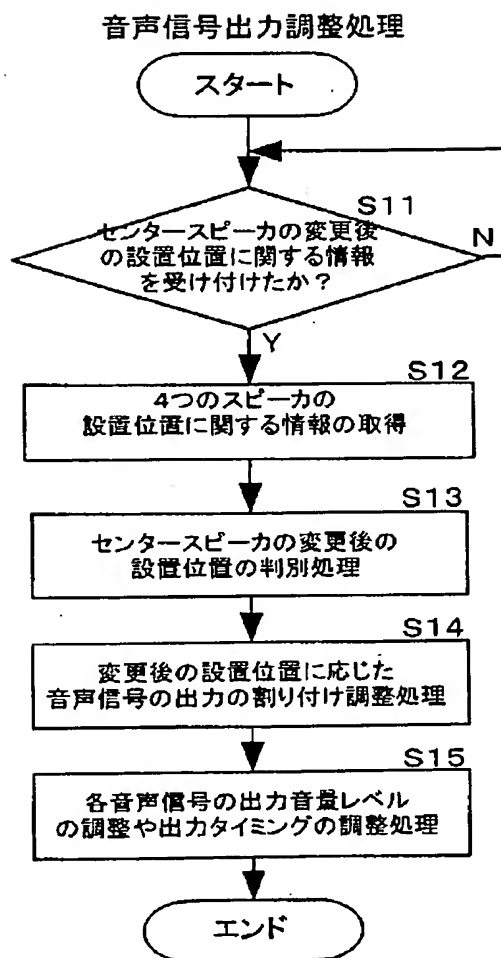 音声信号出力調整処理
スタート
S11
センタースピーカの変更後
の設置位置に関する情報
を受け付けたか？
N
Y
S12
4つのスピーカの
設置位置に関する情報の取得
S13
センタースピーカの変更後の
設置位置の判別処理
S14
変更後の設置位置に応じた
音声信号の出力の割り付け調整処理
S15
各音声信号の出力音量レベル
の調整や出力タイミングの調整処理
エンド